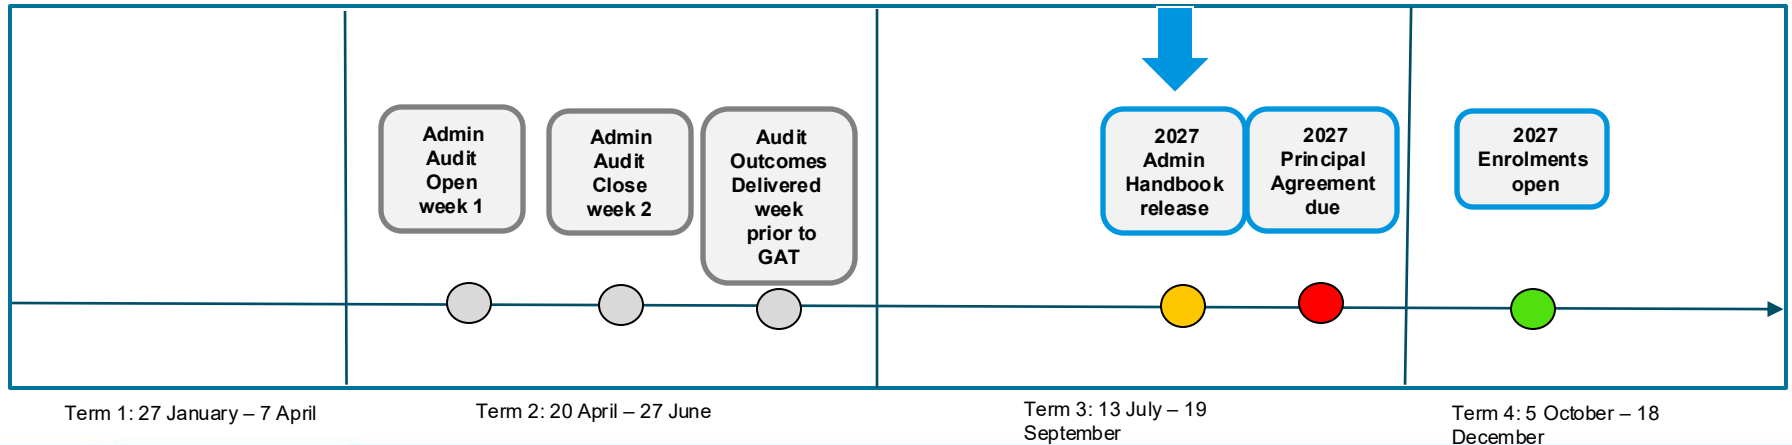 Admin
Audit
Open
week 1
Admin
Audit
Close
week 2
Audit
Outcomes
Delivered
week
prior to
GAT
2027
Admin
Handbook
release
2027
Principal
Agreement
due
2027
Enrolments
open
Term 1: 27 January – 7 April
Term 2: 20 April – 27 June
Term 3: 13 July – 19
September
Term 4: 5 October – 18
December